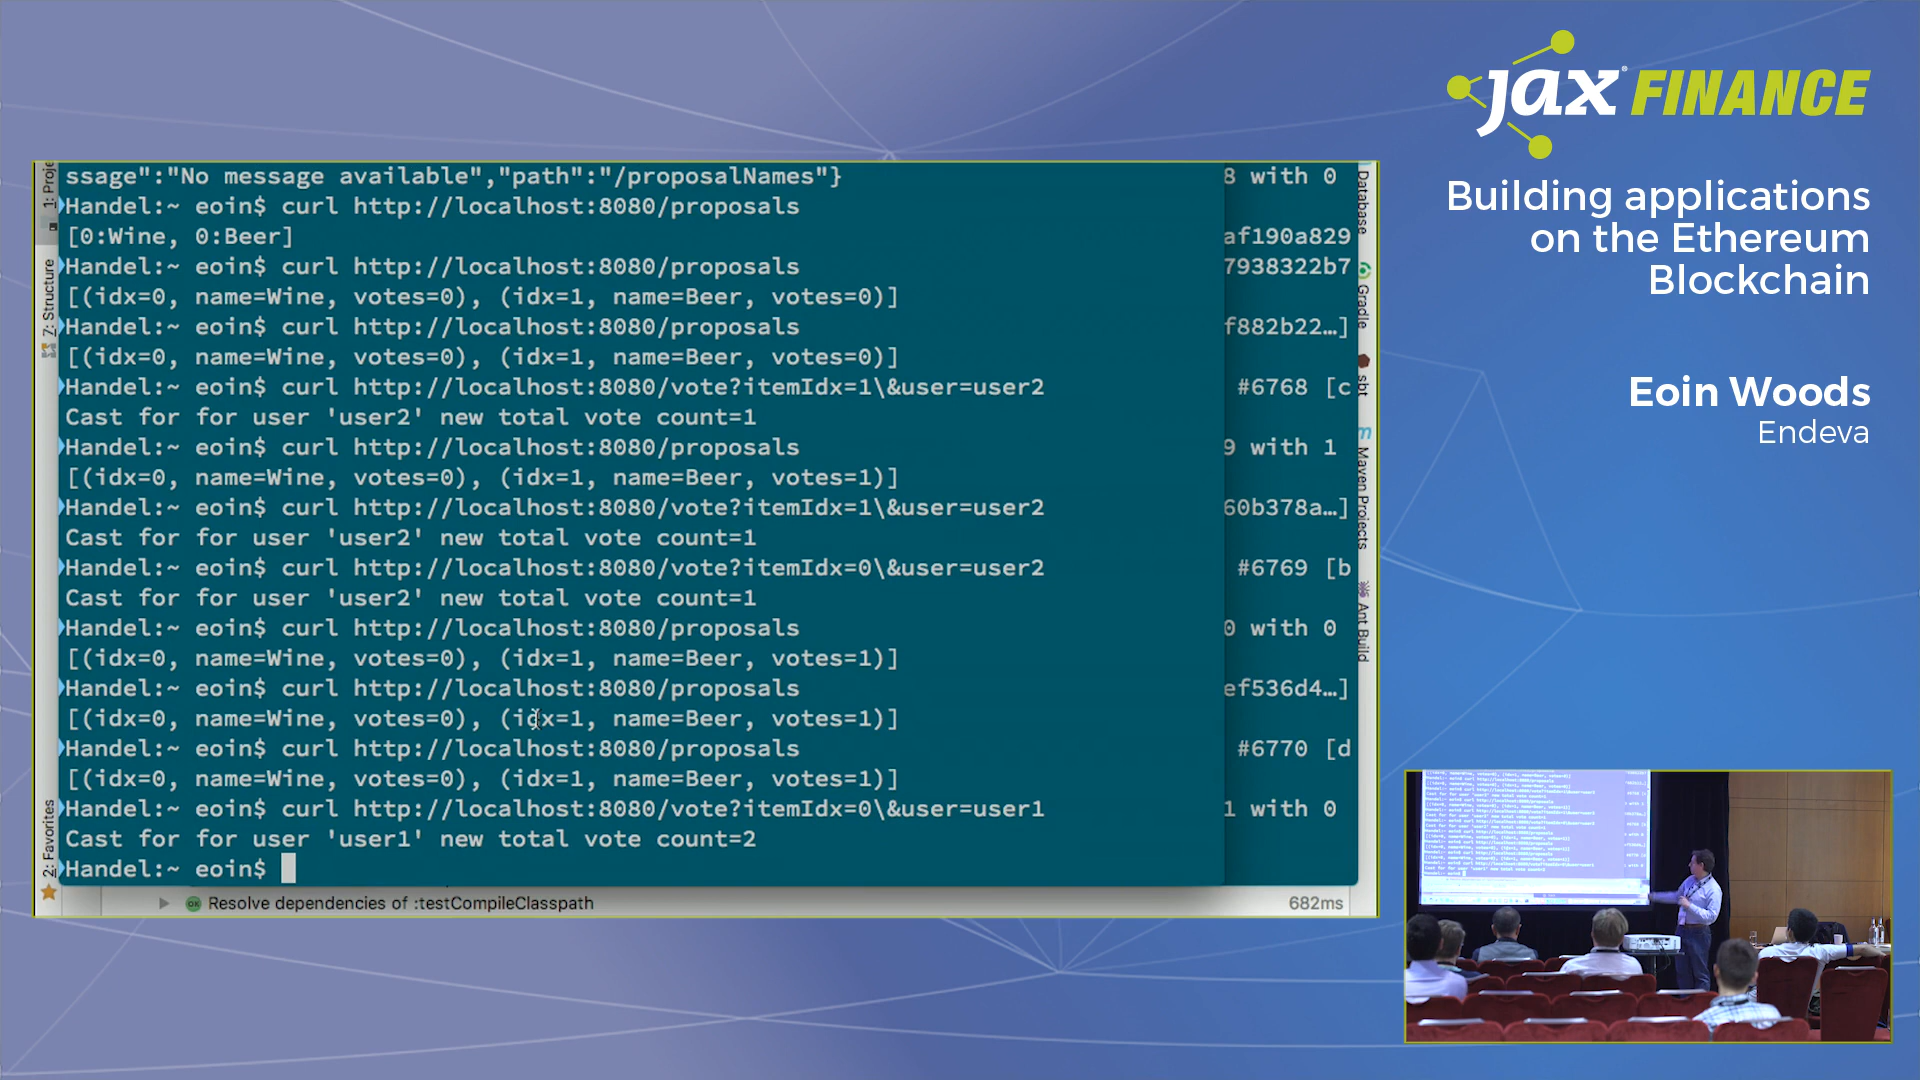 ssage":"No message available","path":"/proposalNames"}
Handel:~ eoin$ curl http://localhost:8080/proposals
[0:Wine, 0:Beer]
Handel:~ eoin$ curl http://localhost:8080/proposals
[(idx=0, name=Wine, votes=0), (idx=1, name=Beer, votes=0)]
Handel:~ eoin$ curl http://localhost:8080/proposals
[(idx=0, name=Wine, votes=0), (idx=1, name=Beer, votes=0)]
Handel:~ eoin$ curl http://localhost:8080/vote?itemIdx=1\&user=user2
Cast for for user 'user2' new total vote count=1
Handel:~ eoin$ curl http://localhost:8080/proposals
[(idx=0, name=Wine, votes=0), (idx=1, name=Beer, votes=1)]
Handel:~ eoin$ curl http://localhost:8080/vote?itemIdx=1\&user=user2
Cast for for user 'user2' new total vote count=1
Handel:~ eoin$ curl http://localhost:8080/vote?itemIdx=0\&user=user2
Cast for for user 'user2' new total vote count=1
Handel:~ eoin$ curl http://localhost:8080/proposals
[(idx=0, name=Wine, votes=0), (idx=1, name=Beer, votes=1)]
Handel:~ eoin$ curl http://localhost:8080/proposals
[(idx=0, name=Wine, votes=0), (idx=1, name=Beer, votes=1)]
Handel:~ eoin$ curl http://localhost:8080/proposals
[(idx=0, name=Wine, votes=0), (idx=1, name=Beer, votes=1)]
Handel:~ eoin$ curl http://localhost:8080/vote?itemIdx=0\&user=user1
Cast for for user 'user1' new total vote count=2
Handel:~ eoin$
8 with 0
af190a829
7938322b7
f882b22…]
#6768 [c
9 with 1
60b378a…]
#6769 [b
0 with 0
ef536d4…]
#6770 [d
1 with 0
1: Proje
7: Structure
2: Favorites
Database
Gradle
sbt
Maven Projects
Ant Build
Resolve dependencies of :testCompileClasspath
682ms
jax® FINANCE
Building applications
on the Ethereum
Blockchain
Eoin Woods
Endeva